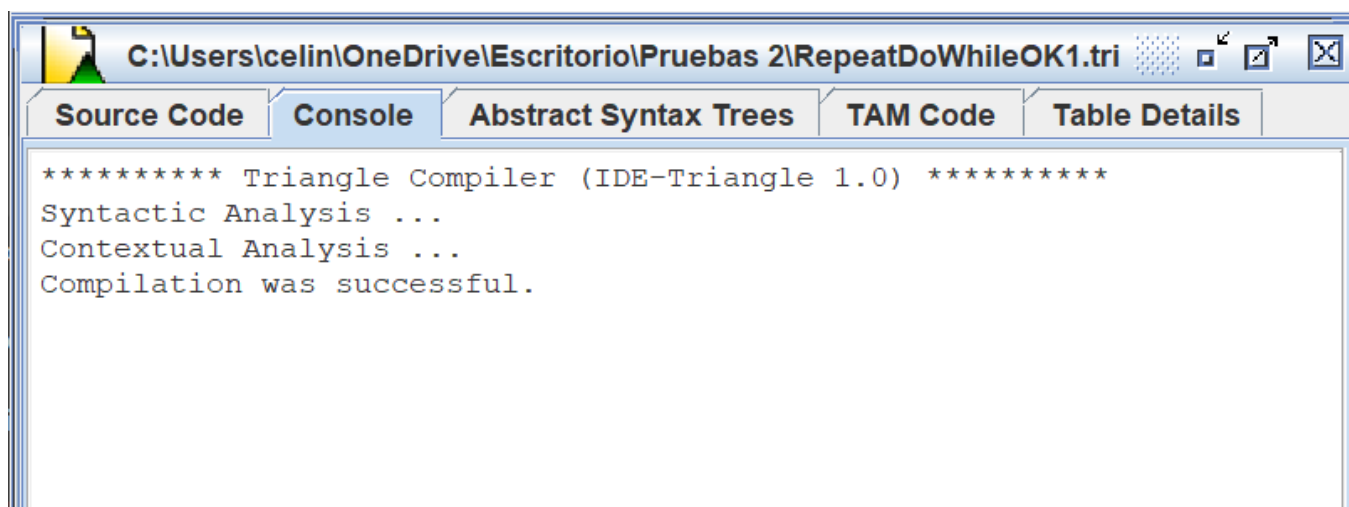 C:\Users\celin\OneDrive\Escritorio\Pruebas 2\RepeatDoWhileOK1.tri
Source Code Console Abstract Syntax Trees TAM Code Table Details
********** Triangle Compiler (IDE-Triangle 1.0) **********
Syntactic Analysis ...
Contextual Analysis ...
Compilation was successful.